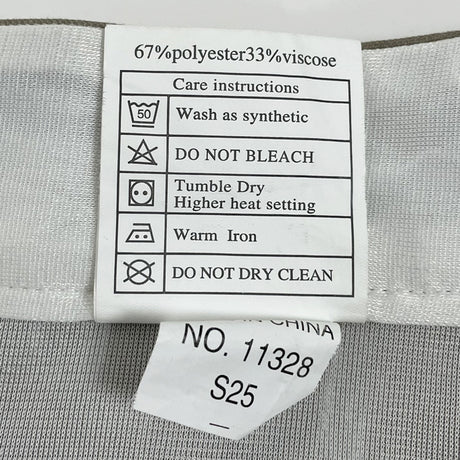 67%polyester33%viscose
Care instructions
50
Wash as synthetic
DO NOT BLEACH
Tumble Dry
Higher heat setting
Warm Iron
DO NOT DRY CLEAN
IN CHINA
NO. 11328
S25